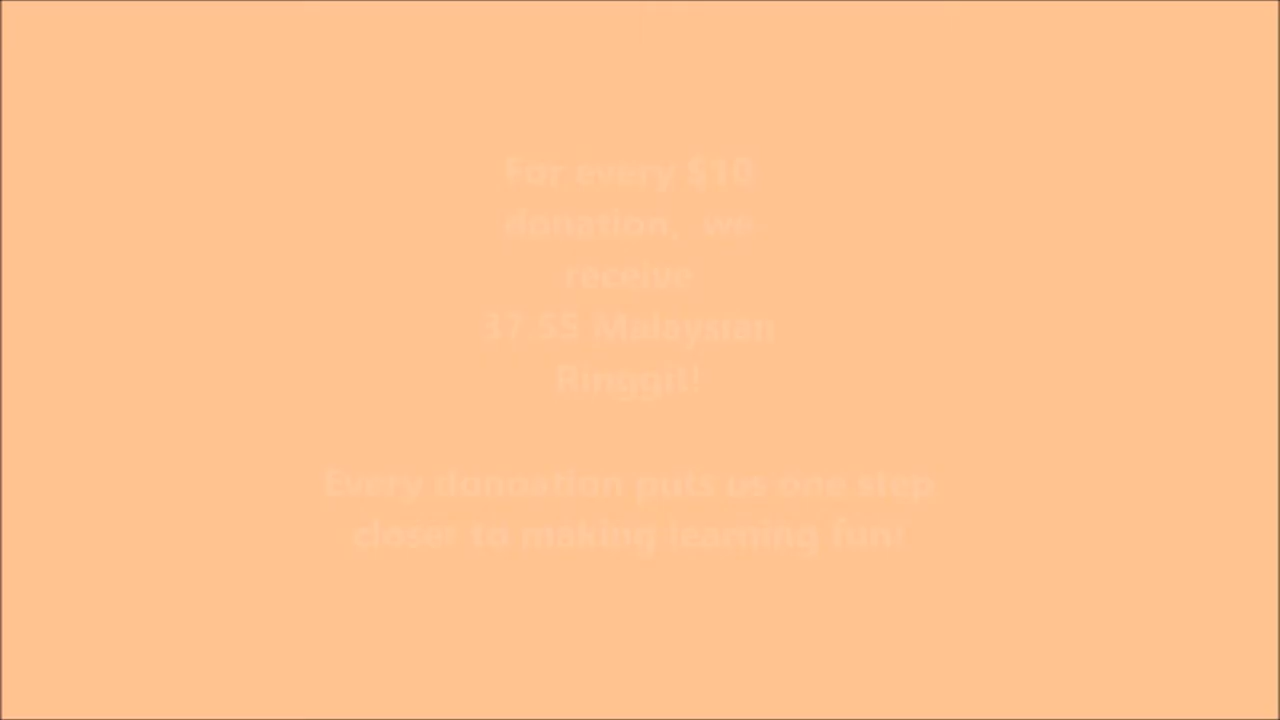 For every $10
donation, we
receive
37.55 Malaysian
Ringgit!
Every donoation puts us one step
closer to making learning fun!